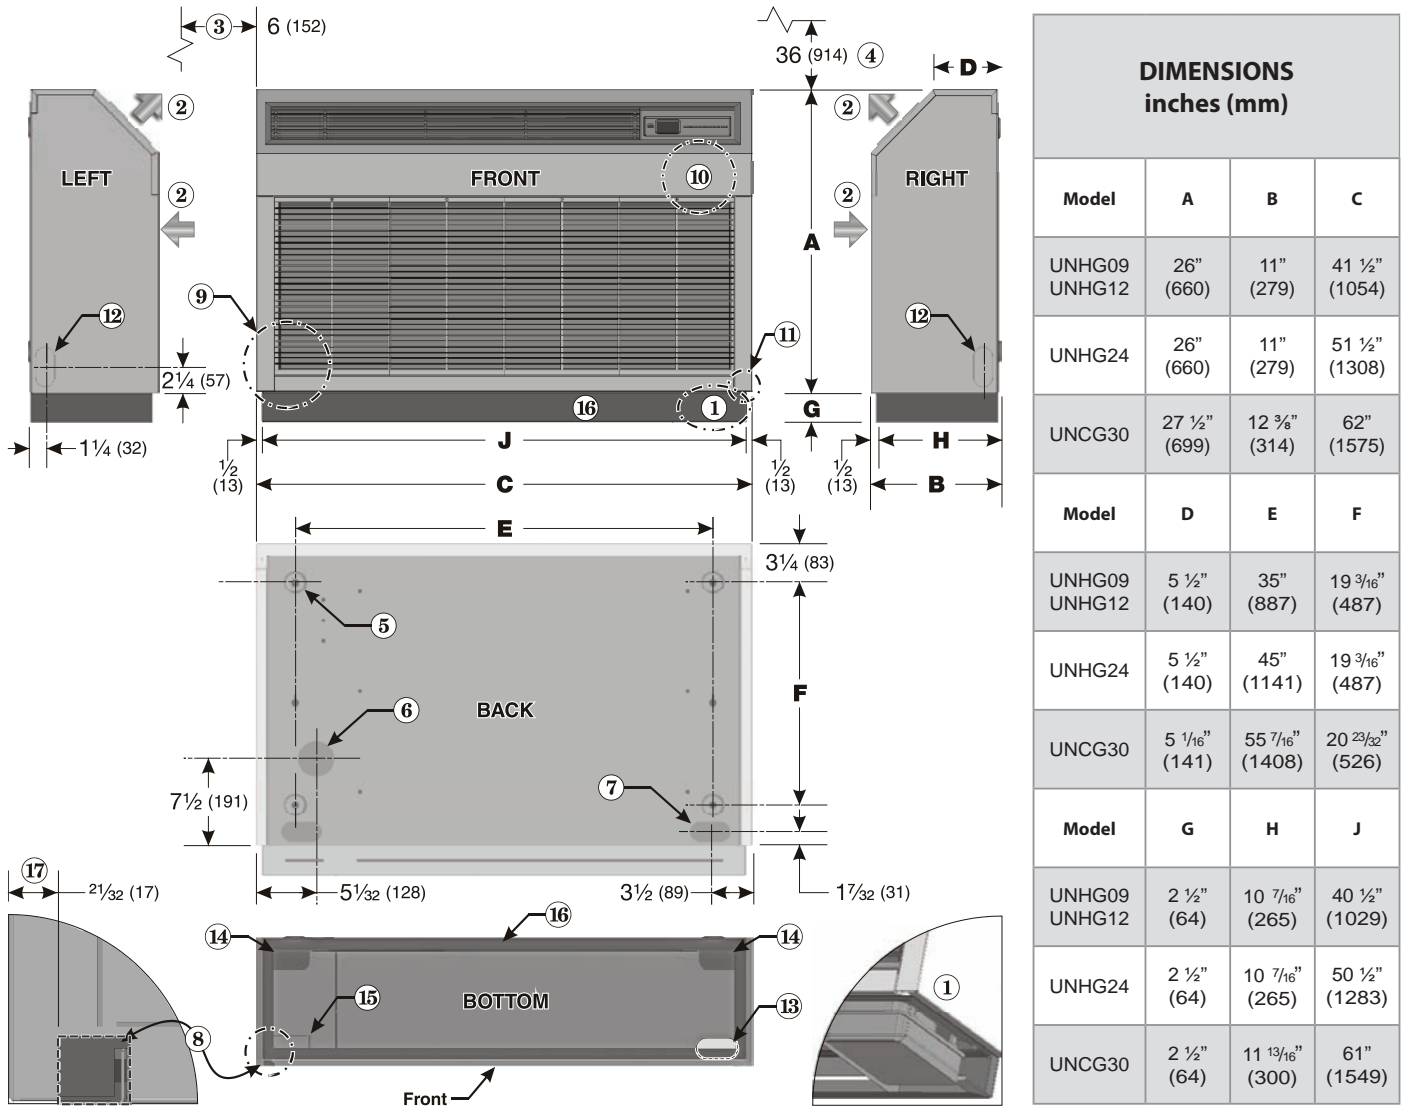 3
6 (152)
36 (914) 4
D
2
2
LEFT
FRONT
10
RIGHT
2
2
A
9
12
12
11
2¼ (57)
16
1
G
1¼ (32)
J
H
½
(13)
½
(13)
½
(13)
C
B
E
3¼ (83)
5
F
6
BACK
7
7½ (191)
17
21⁄32 (17)
5 1⁄32 (128)
3½ (89)
1 7⁄32 (31)
16
14
14
15
BOTTOM
13
1
8
Front
DIMENSIONS
inches (mm)
Model A B C
UNHG09 26” 11” 41 ½”
UNHG12 (660) (279) (1054)
UNHG24 26” 11” 51 ½”
(660) (279) (1308)
UNCG30 27 ½” 12 ⅜” 62”
(699) (314) (1575)
Model D E F
UNHG09 5 ½” 35” 19 3⁄16”
UNHG12 (140) (887) (487)
UNHG24 5 ½” 45” 19 3⁄16”
(140) (1141) (487)
UNCG30 5 1⁄16” 55 7⁄16” 20 23⁄32”
(141) (1408) (526)
Model G H J
UNHG09 2 ½” 10 7⁄16” 40 ½”
UNHG12 (64) (265) (1029)
UNHG24 2 ½” 10 7⁄16” 50 ½”
(64) (265) (1283)
UNCG30 2 ½” 11 13⁄16” 61”
(64) (300) (1549)